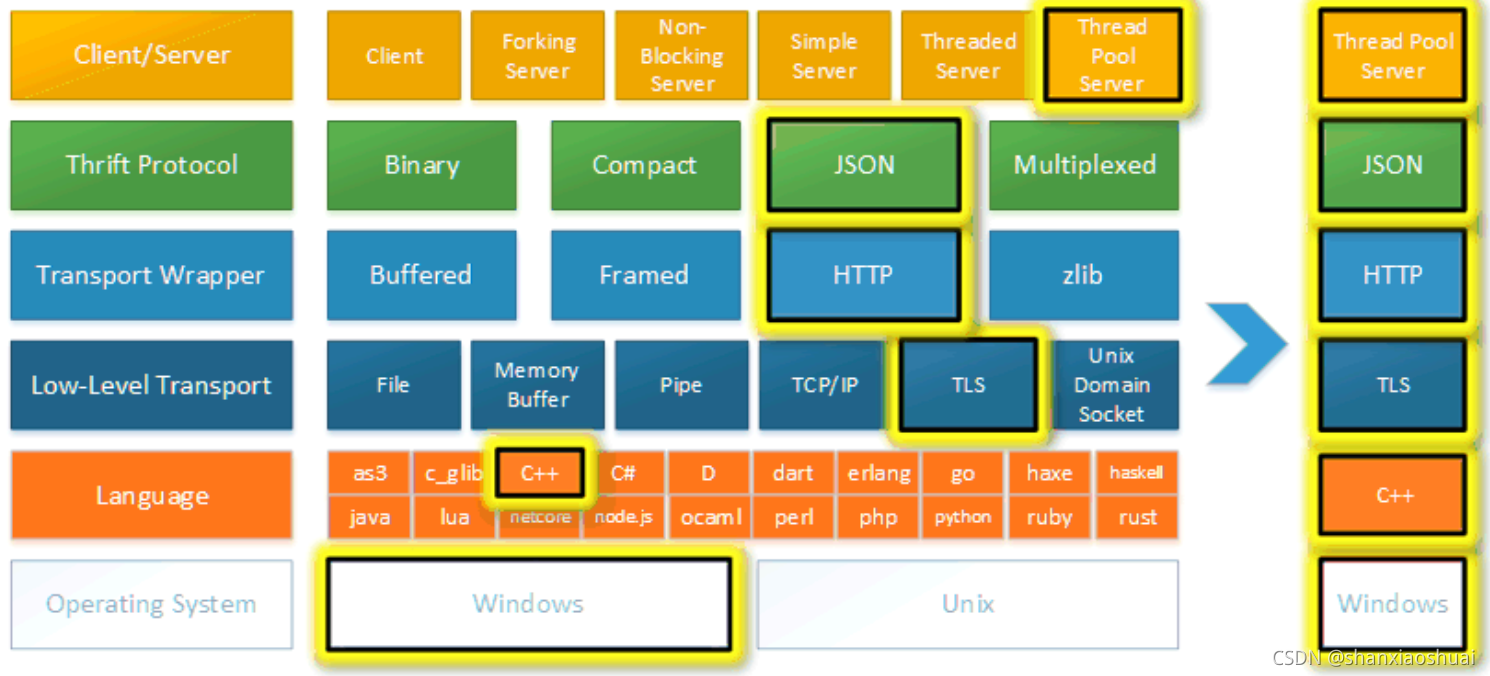 Client/Server
Client
Forking
Server
Non-
Blocking
Server
Simple
Server
Threaded
Server
Thread
Pool
Server
Thread Pool
Server
Thrift Protocol
Binary
Compact
JSON
Multiplexed
JSON
Transport Wrapper
Buffered
Framed
HTTP
zlib
HTTP
Low-Level Transport
File
Memory
Buffer
Pipe
TCP/IP
TLS
Unix
Domain
Socket
TLS
Language
as3
c_glib
C++
C#
D
dart
erlang
go
haxe
haskell
java
lua
netcore
node.js
ocaml
perl
php
python
ruby
rust
C++
Operating System
Windows
Unix
Windows
CSDN @shanxiaoshuai